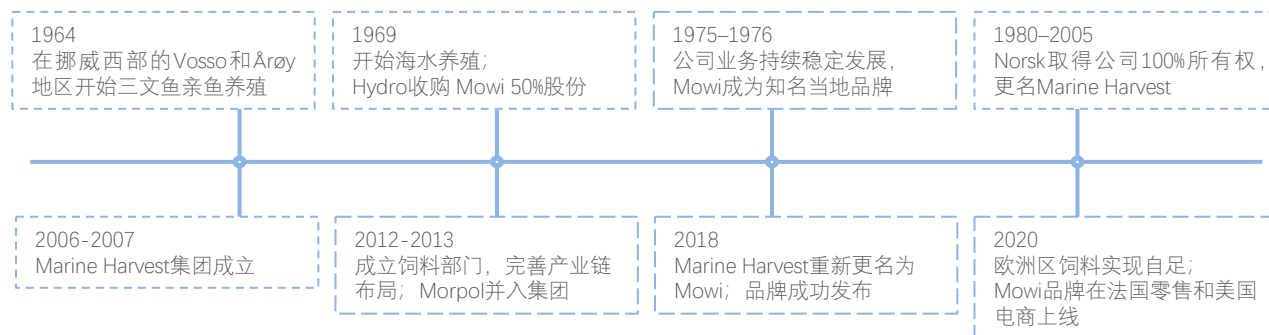 1964
在挪威西部的Vosso和Årøy
地区开始三文鱼亲鱼养殖
1969
开始海水养殖；
Hydro收购 Mowi 50%股份
1975–1976
公司业务持续稳定发展，
Mowi成为知名当地品牌
1980–2005
Norsk取得公司100%所有权，
更名Marine Harvest
2006-2007
Marine Harvest集团成立
2012-2013
成立饲料部门，完善产业链
布局；Morpol并入集团
2018
Marine Harvest重新更名为
Mowi；品牌成功发布
2020
欧洲区饲料实现自足；
Mowi品牌在法国零售和美国
电商上线